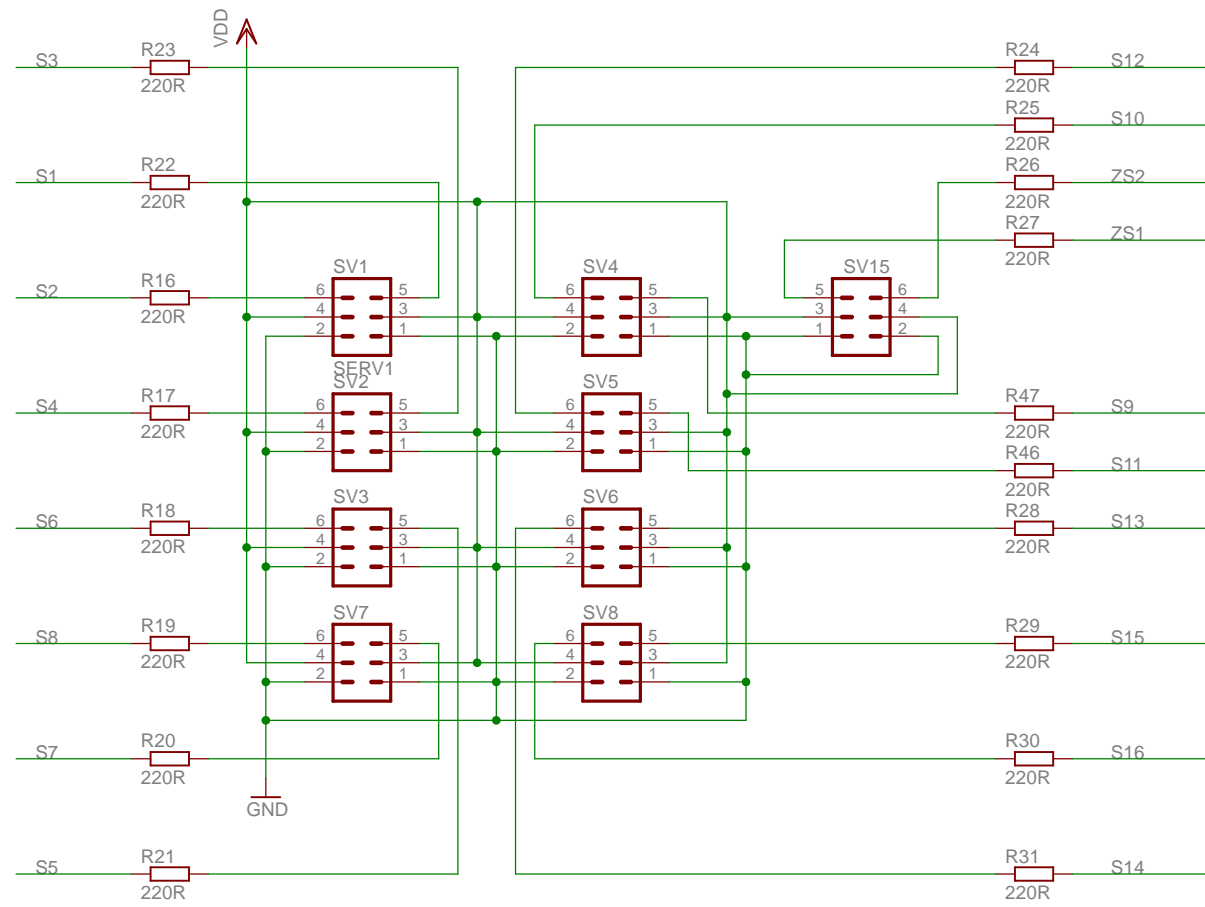 VDD
S3 R23 R24 S12
220R 220R
R25 S10
220R
S1 R22 R26 ZS2
220R 220R
R27 ZS1
220R
SV1 SV4 SV15
S2 R16 6 5 6 5 5 6
220R 4 3 4 3 3 4
2 1 2 1 1 2
SERV1
SV2 SV5
S4 R17 6 5 6 5 R47 S9
220R 4 3 4 3 220R
2 1 2 1 R46 S11
220R
SV3 SV6
S6 R18 6 5 6 5 R28 S13
220R 4 3 4 3 220R
2 1 2 1
SV7 SV8
S8 R19 6 5 6 5 R29 S15
220R 4 3 4 3 220R
2 1 2 1
S7 R20 R30 S16
220R 220R
GND
S5 R21 R31 S14
220R 220R